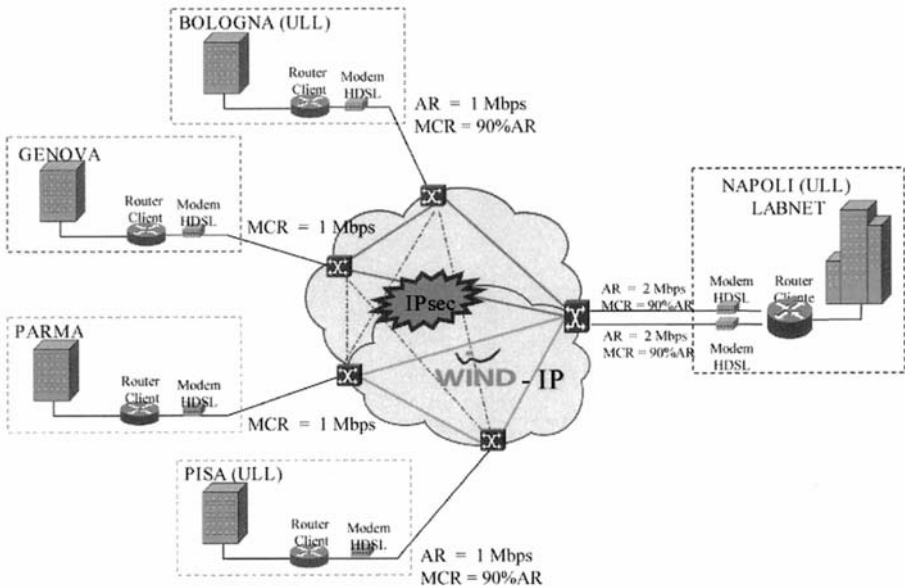 BOLOGNA (ULL)
Router
Client
Modem
HDSL
AR = 1 Mbps
MCR = 90%AR
GENOVA
Router
Client
Modem
HDSL
MCR = 1 Mbps
NAPOLI (ULL)
LABNET
IPsec
WIND - IP
AR = 2 Mbps
MCR = 90%AR
AR = 2 Mbps
MCR = 90%AR
Modem
HDSL
Router
Cliente
Modem
HDSL
PARMA
Router
Client
Modem
HDSL
MCR = 1 Mbps
PISA (ULL)
Router
Client
Modem
HDSL
AR = 1 Mbps
MCR = 90%AR